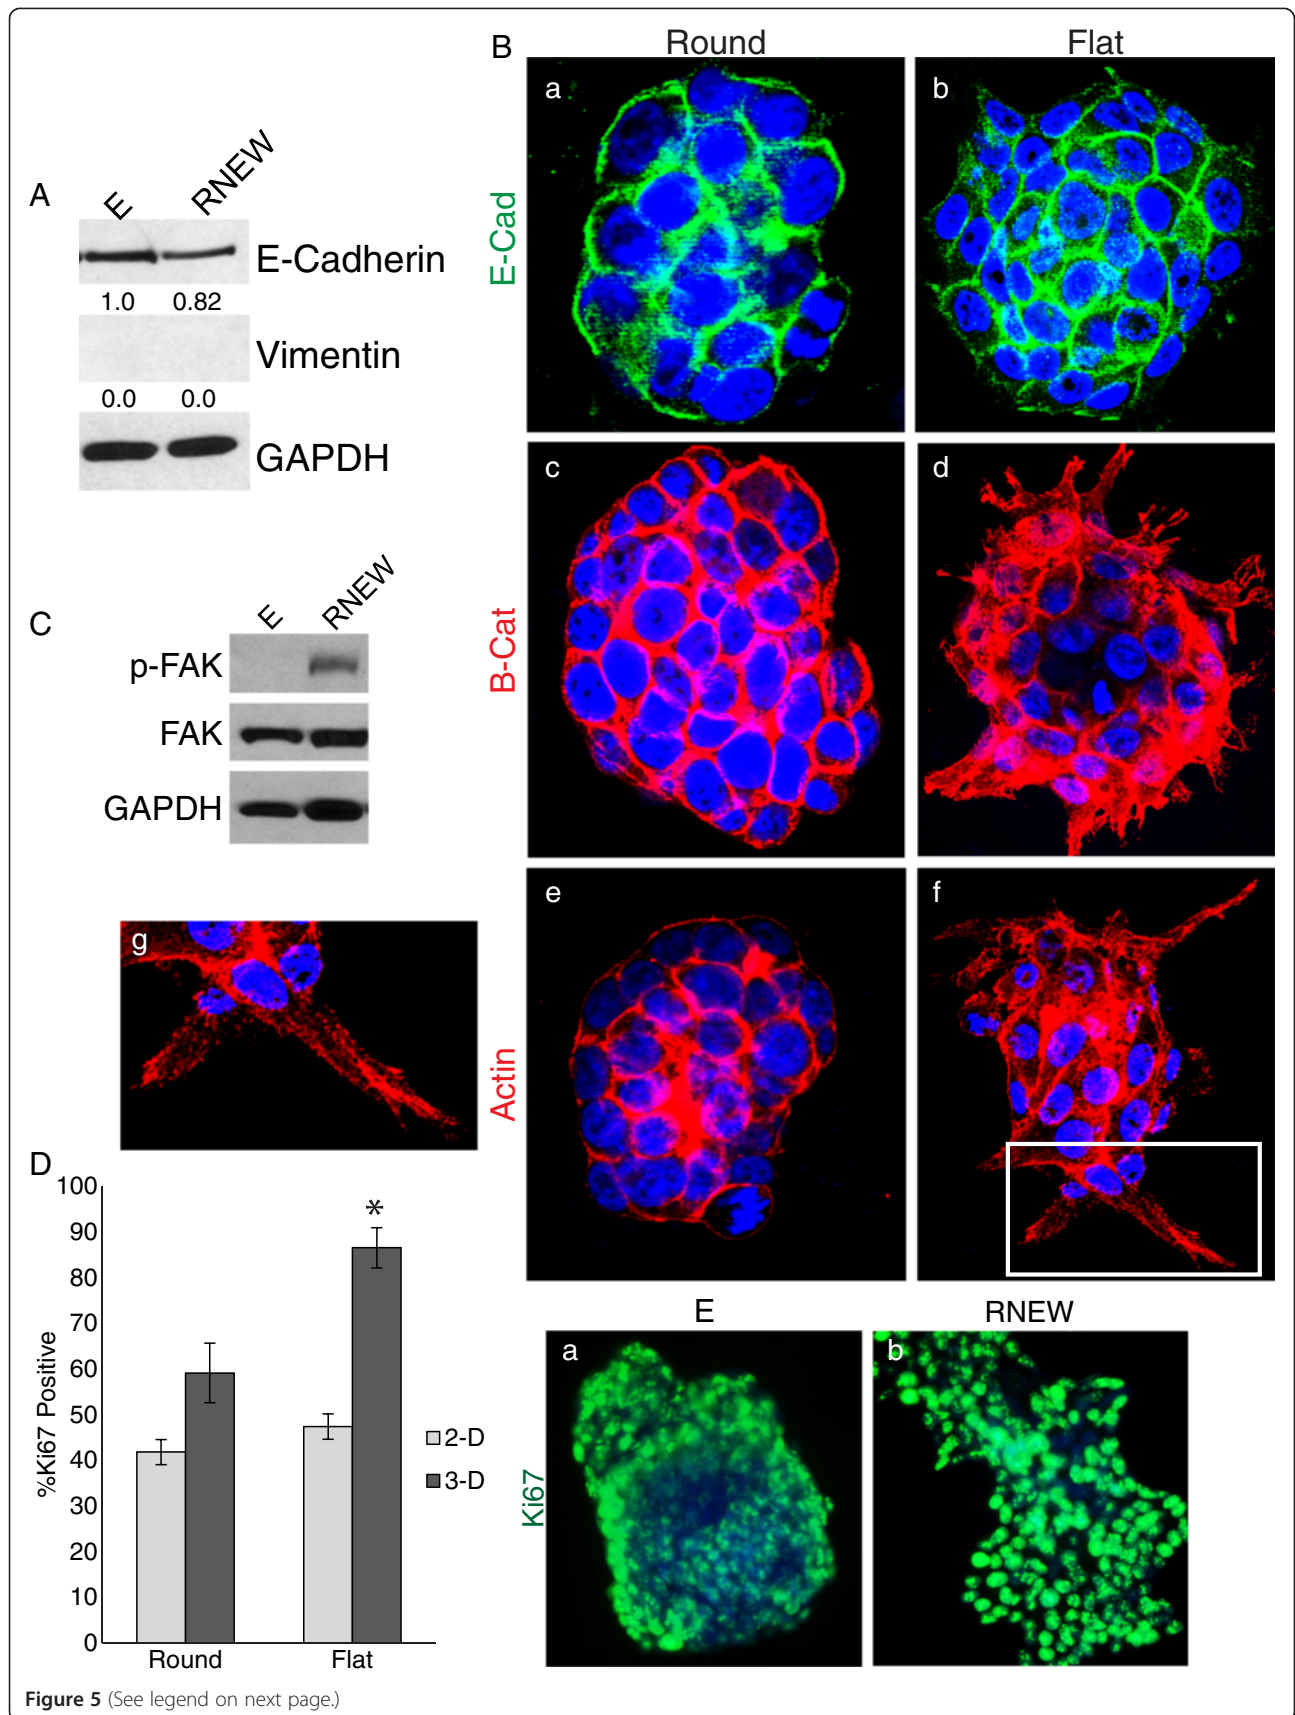 A
E
RNEW
E-Cadherin
1.0 0.82
Vimentin
0.0 0.0
GAPDH
B
Round
Flat
E-Cad
a
b
B-Cat
c
d
Actin
e
f
g
C
E
RNEW
p-FAK
FAK
GAPDH
D
%Ki67 Positive
100
90
80
70
60
50
40
30
20
10
0
*
Round
Flat
2-D
3-D
E
RNEW
Ki67
a
b
Figure 5 (See legend on next page.)